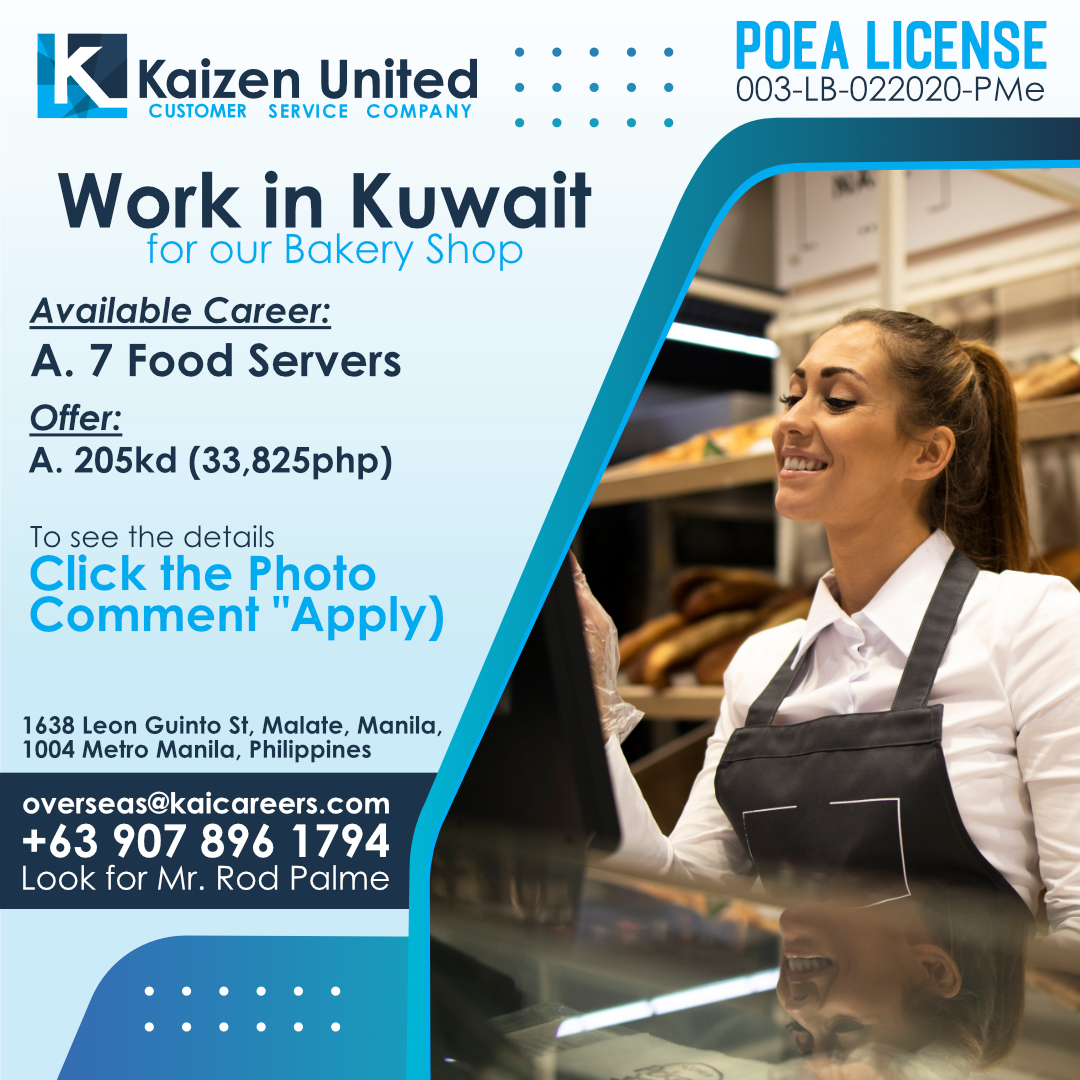 Kaizen United
CUSTOMER SERVICE COMPANY
POEA LICENSE
003-LB-022020-PMe
Work in Kuwait
for our Bakery Shop
Available Career:
A. 7 Food Servers
Offer:
A. 205kd (33,825php)
To see the details
Click the Photo
Comment "Apply)
1638 Leon Guinto St, Malate, Manila,
1004 Metro Manila, Philippines
overseas@kaicareers.com
+63 907 896 1794
Look for Mr. Rod Palme